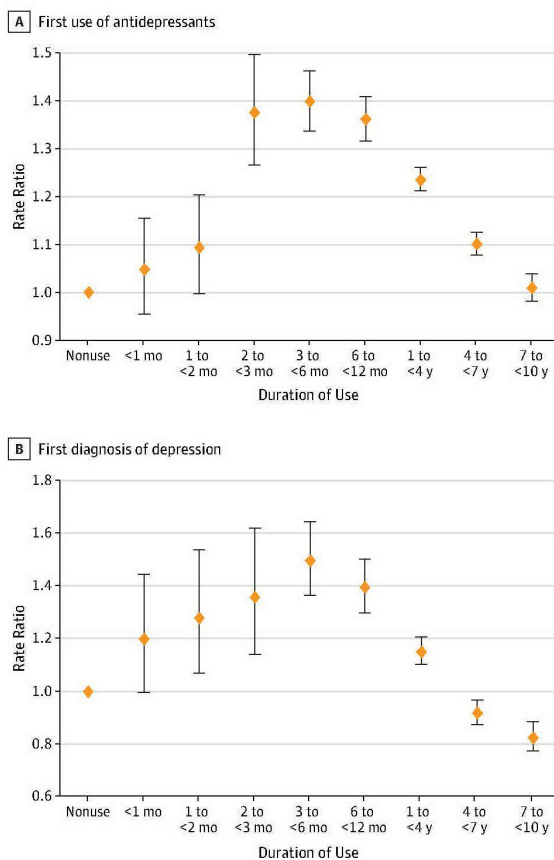 A First use of antidepressants
1.5
1.4
1.3
1.2
1.1
1.0
0.9
Rate Ratio
Nonuse <1 mo 1 to 2 to 3 to 6 to 1 to 4 to 7 to
<2 mo <3 mo <6 mo <12 mo <4 y <7 y <10 y
Duration of Use
B First diagnosis of depression
1.8
1.6
1.4
1.2
1.0
0.8
0.6
Rate Ratio
Nonuse <1 mo 1 to 2 to 3 to 6 to 1 to 4 to 7 to
<2 mo <3 mo <6 mo <12 mo <4 y <7 y <10 y
Duration of Use